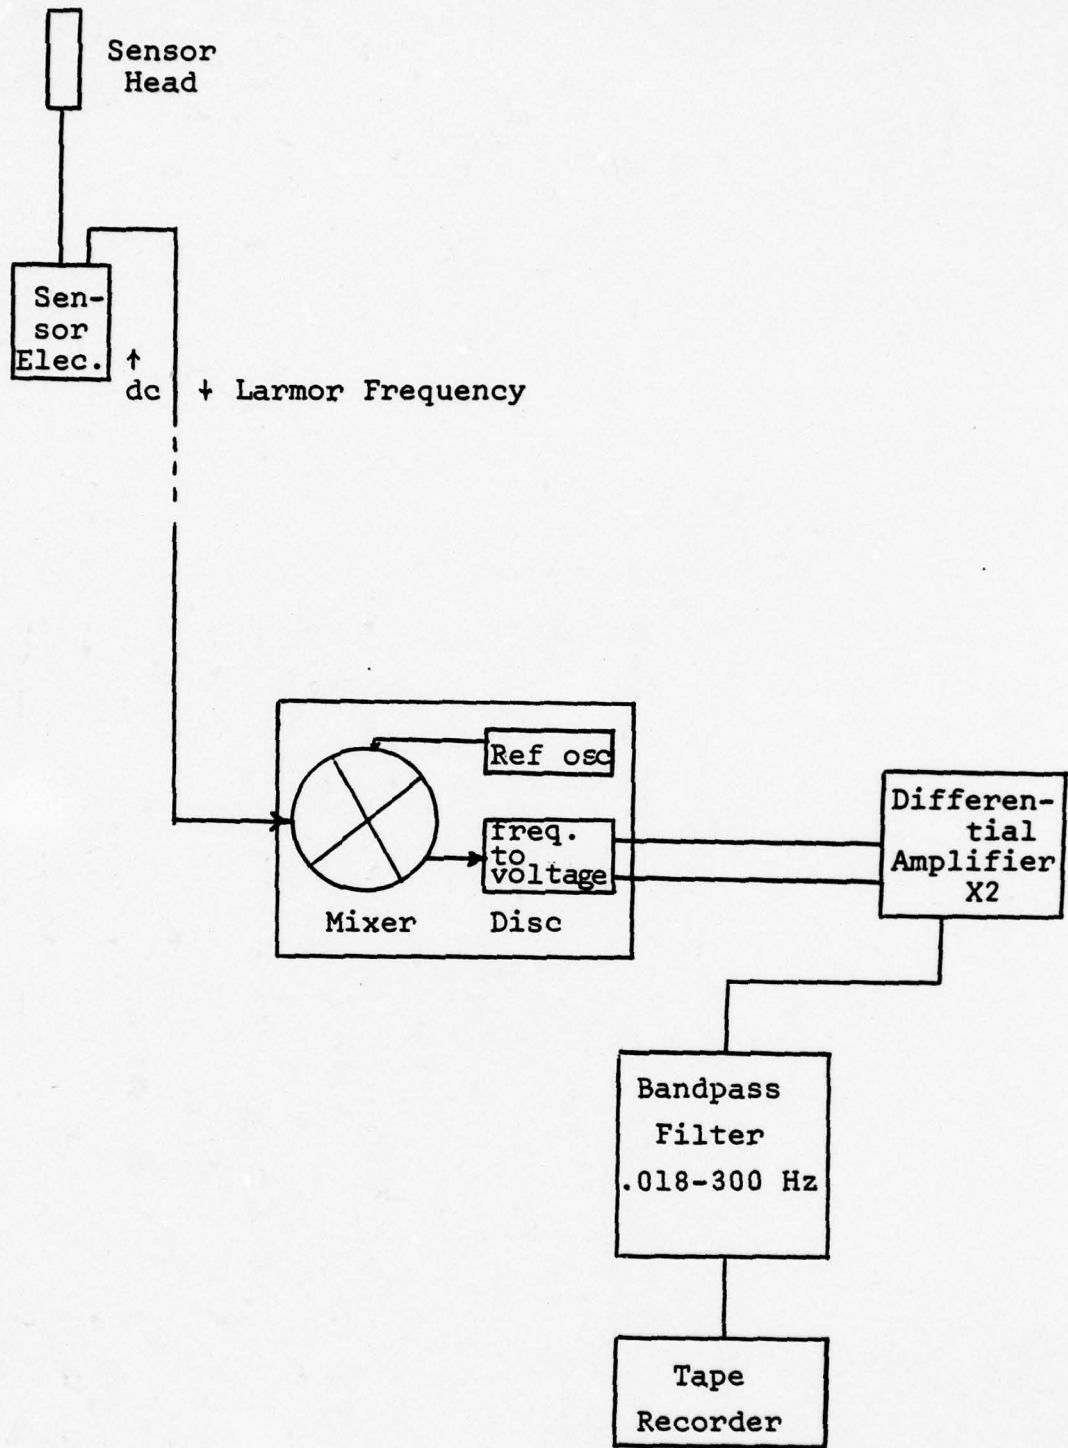 Sensor
Head
Sen-
sor
Elec. ↑
dc ↓ Larmor Frequency
Ref osc
freq.
to
voltage
Mixer Disc
Differen-
tial
Amplifier
X2
Bandpass
Filter
.018-300 Hz
Tape
Recorder